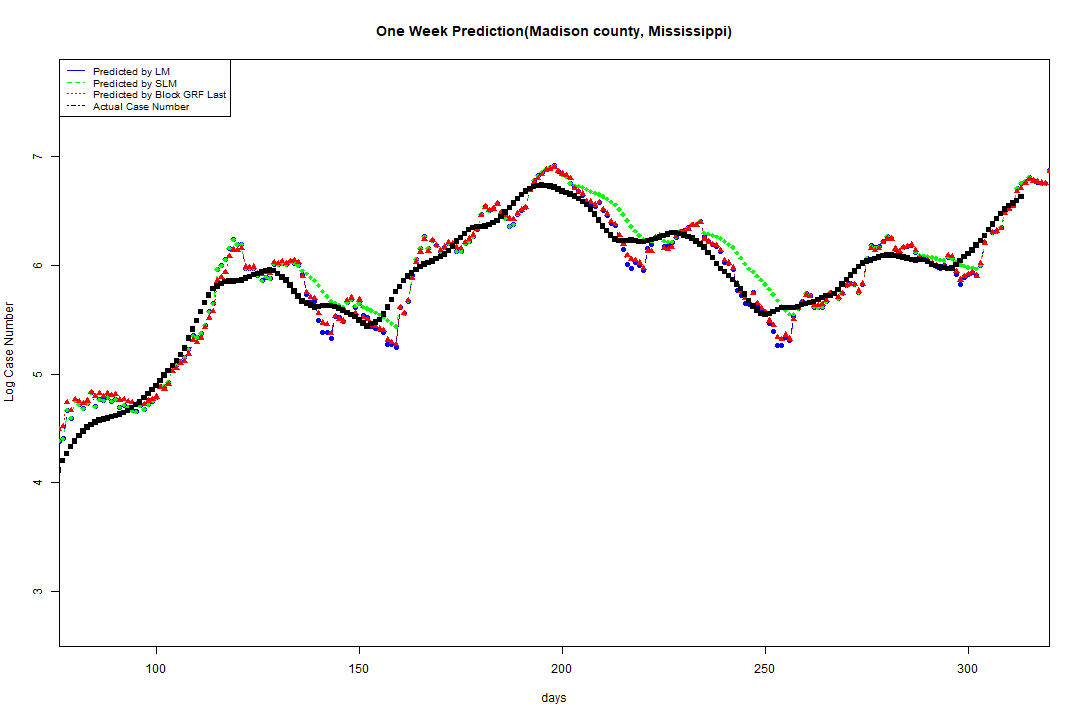 One Week Prediction(Madison county, Mississippi)
Predicted by LM
Predicted by SLM
Predicted by Block GRF Last
Actual Case Number
7
6
5
4
3
Log Case Number
100 150 200 250 300
days